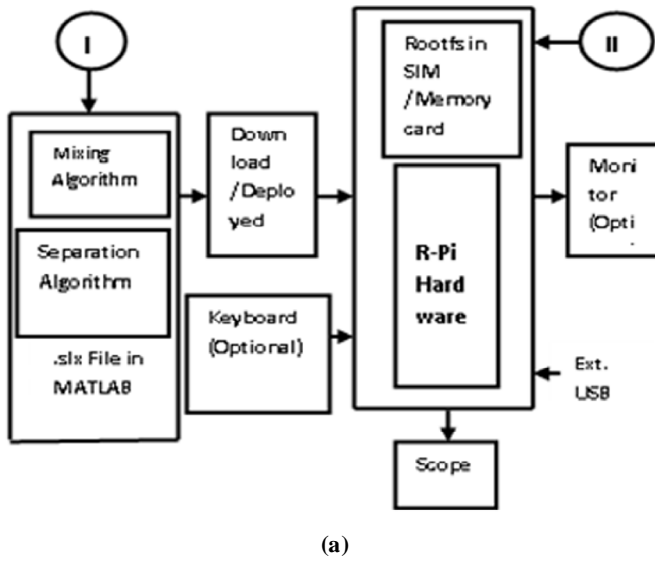 I
II
Mixing
Algorithm
Separation
Algorithm
.slx File in
MATLAB
Down
load
/Deplo
yed
Keyboard
(Optional)
Rootfs in
SIM
/Memory
card
R-Pi
Hard
ware
Moni
tor
(Opti
Ext.
USB
Scope
(a)